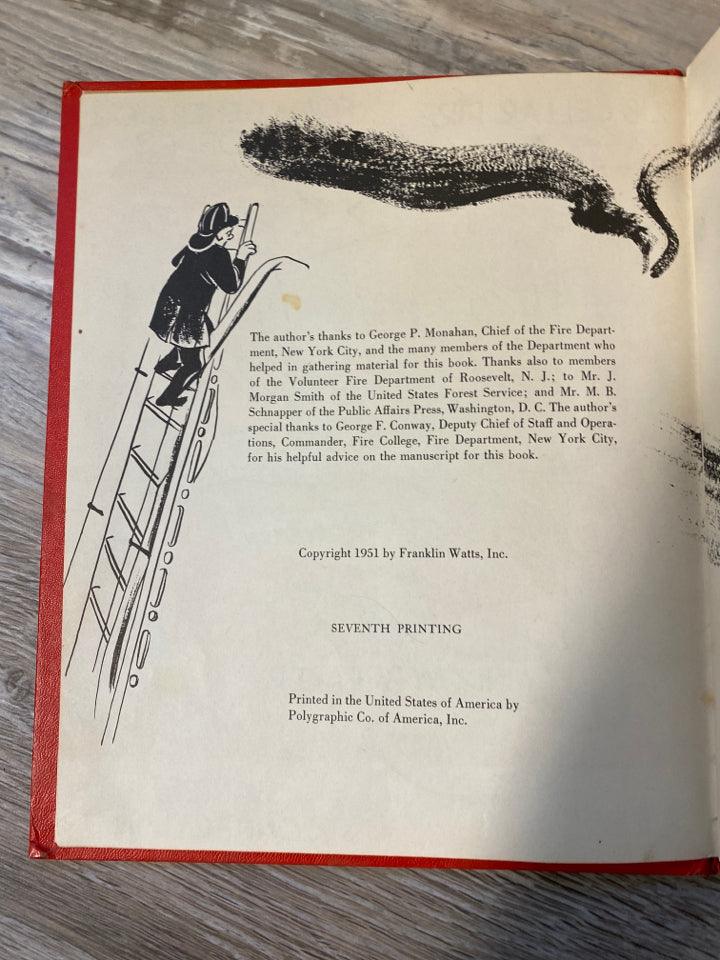 The author's thanks to George P. Monahan, Chief of the Fire Depart-
ment, New York City, and the many members of the Department who
helped in gathering material for this book. Thanks also to members
of the Volunteer Fire Department of Roosevelt, N. J.; to Mr. J.
Morgan Smith of the United States Forest Service; and Mr. M. B.
Schnapper of the Public Affairs Press, Washington, D. C. The author's
special thanks to George F. Conway, Deputy Chief of Staff and Opera-
tions, Commander, Fire College, Fire Department, New York City,
for his helpful advice on the manuscript for this book.
Copyright 1951 by Franklin Watts, Inc.
SEVENTH PRINTING
Printed in the United States of America by
Polygraphic Co. of America, Inc.